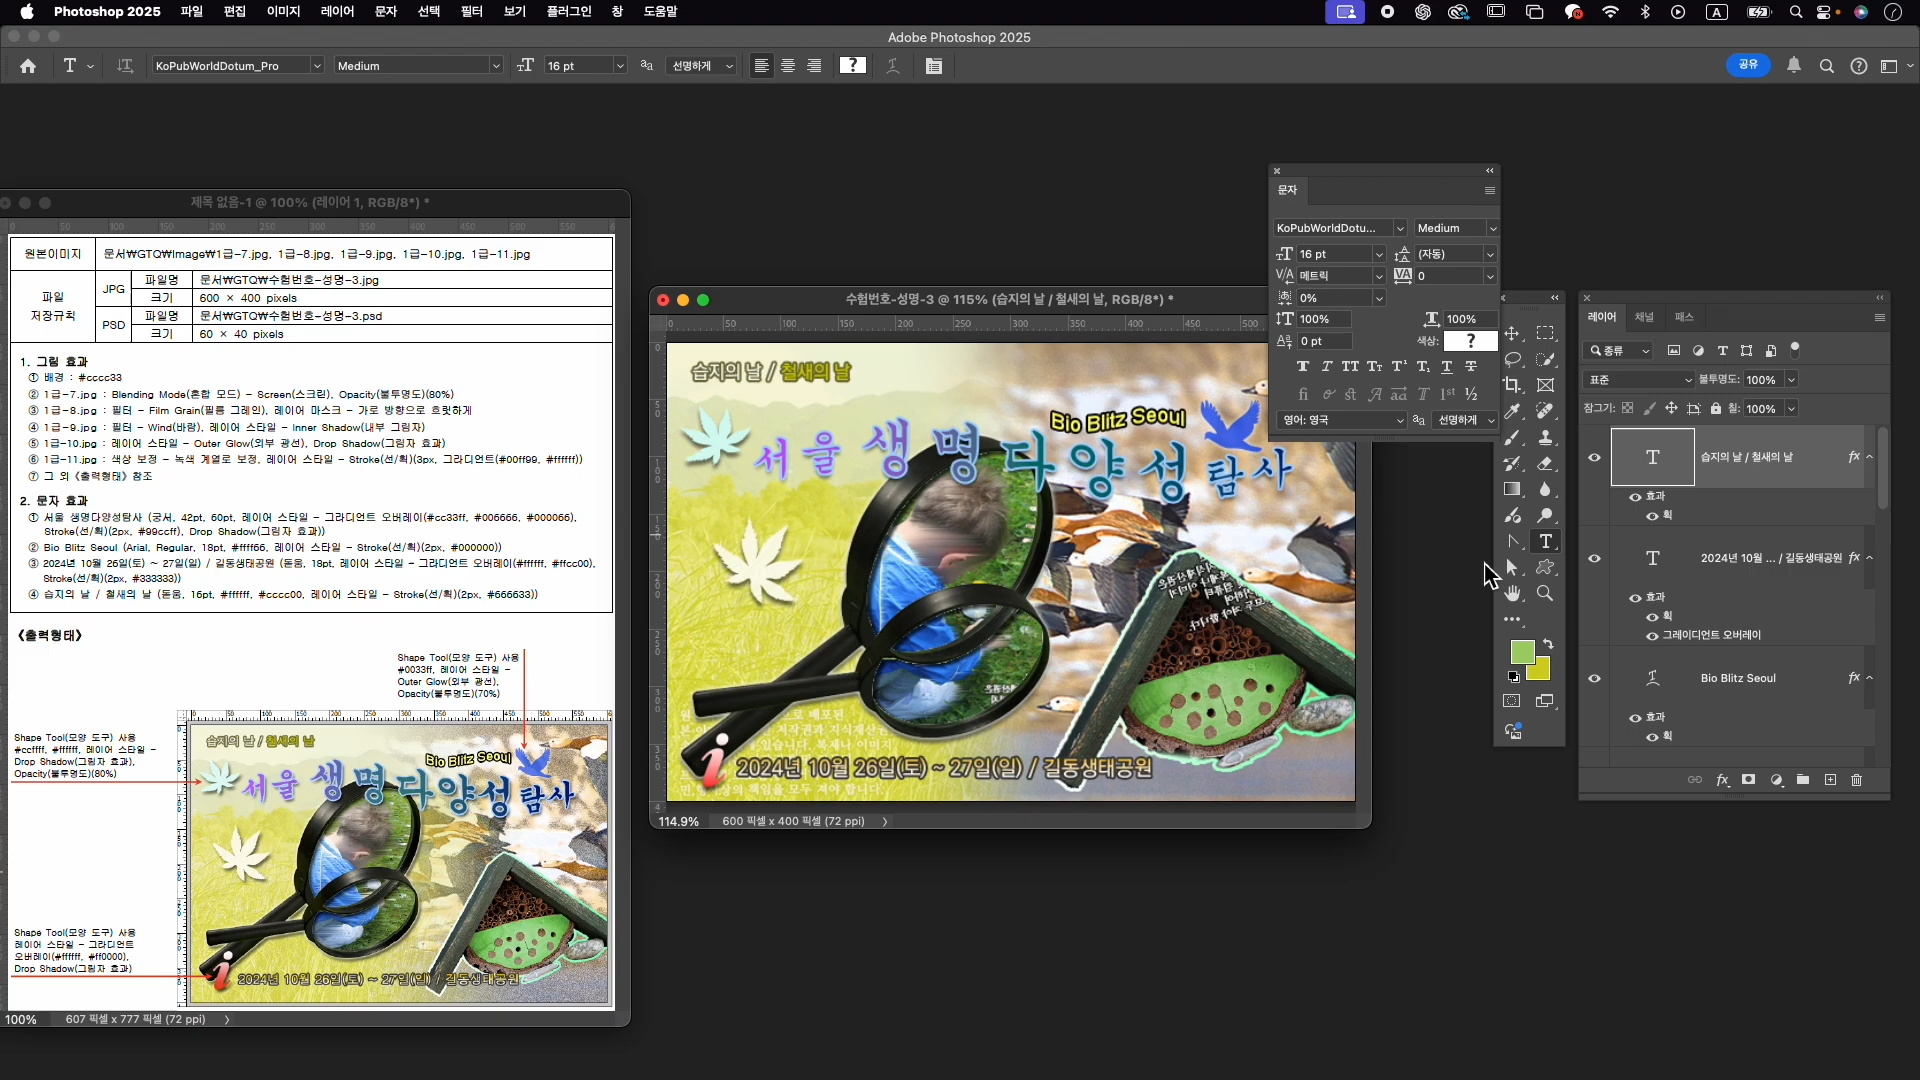 Photoshop 2025 파일 편집 이미지 레이어 문자 선택 필터 보기 플러그인 창 도움말
Adobe Photoshop 2025
KoPubWorldDotum_Pro Medium 16 pt 선명하게 ? 공유
제목 없음-1 @ 100% (레이어 1, RGB/8*) *
원본이미지 문서₩GTQ₩Image₩1급-7.jpg, 1급-8.jpg, 1급-9.jpg, 1급-10.jpg, 1급-11.jpg
파일 저장규칙
JPG 파일명 문서₩GTQ₩수험번호-성명-3.jpg
크기 600 × 400 pixels
PSD 파일명 문서₩GTQ₩수험번호-성명-3.psd
크기 60 × 40 pixels
1. 그림 효과
① 배경 : #cccc33
② 1급-7.jpg : Blending Mode(혼합 모드) - Screen(스크린), Opacity(불투명도)(80%)
③ 1급-8.jpg : 필터 - Film Grain(필름 그레인), 레이어 마스크 - 가로 방향으로 흐릿하게
④ 1급-9.jpg : 필터 - Wind(바람), 레이어 스타일 - Inner Shadow(내부 그림자)
⑤ 1급-10.jpg : 레이어 스타일 - Outer Glow(외부 광선), Drop Shadow(그림자 효과)
⑥ 1급-11.jpg : 색상 보정 - 녹색 계열로 보정, 레이어 스타일 - Stroke(선/획)(3px, 그라디언트(#00ff99, #ffffff))
⑦ 그 외 《출력형태》 참조
2. 문자 효과
① 서울 생명다양성탐사 (궁서, 42pt, 60pt, 레이어 스타일 - 그라디언트 오버레이(#cc33ff, #006666, #000066),
Stroke(선/획)(2px, #99ccff), Drop Shadow(그림자 효과))
② Bio Blitz Seoul (Arial, Regular, 18pt, #ffff66, 레이어 스타일 - Stroke(선/획)(2px, #000000))
③ 2024년 10월 26일(토) ~ 27일(일) / 길동생태공원 (돋움, 18pt, 레이어 스타일 - 그라디언트 오버레이(#ffffff, #ffcc00),
Stroke(선/획)(2px, #333333))
④ 습지의 날 / 철새의 날 (돋움, 16pt, #ffffff, #cccc00, 레이어 스타일 - Stroke(선/획)(2px, #666633))
《출력형태》
Shape Tool(모양 도구) 사용
#0033ff, 레이어 스타일 -
Outer Glow(외부 광선),
Opacity(불투명도)(70%)
Shape Tool(모양 도구) 사용
#ccffff, #ffffff, 레이어 스타일 -
Drop Shadow(그림자 효과),
Opacity(불투명도)(80%)
Shape Tool(모양 도구) 사용
레이어 스타일 - 그라디언트
오버레이(#ffffff, #ff0000),
Drop Shadow(그림자 효과)
습지의 날 / 철새의 날
Bio Blitz Seoul
서울 생명다양성탐사
2024년 10월 26일(토) ~ 27일(일) / 길동생태공원
100% 607 픽셀 x 777 픽셀 (72 ppi)
수험번호-성명-3 @ 115% (습지의 날 / 철새의 날, RGB/8*) *
0 50 100 150 200 250 300 350 400 450 500
습지의 날 / 철새의 날
Bio Blitz Seoul
서울 생명다양성탐사
2024년 10월 26일(토) ~ 27일(일) / 길동생태공원
114.9% 600 픽셀 x 400 픽셀 (72 ppi)
문자
KoPubWorldDotu... Medium
16 pt (자동)
메트릭 0
0%
100% 100%
0 pt 색상: ?
영어: 영국 선명하게
레이어 채널 패스
종류
표준 불투명도: 100%
잠그기: 칠: 100%
습지의 날 / 철새의 날 fx
효과
획
2024년 10월 ... / 길동생태공원 fx
효과
획
그레이디언트 오버레이
Bio Blitz Seoul fx
효과
획